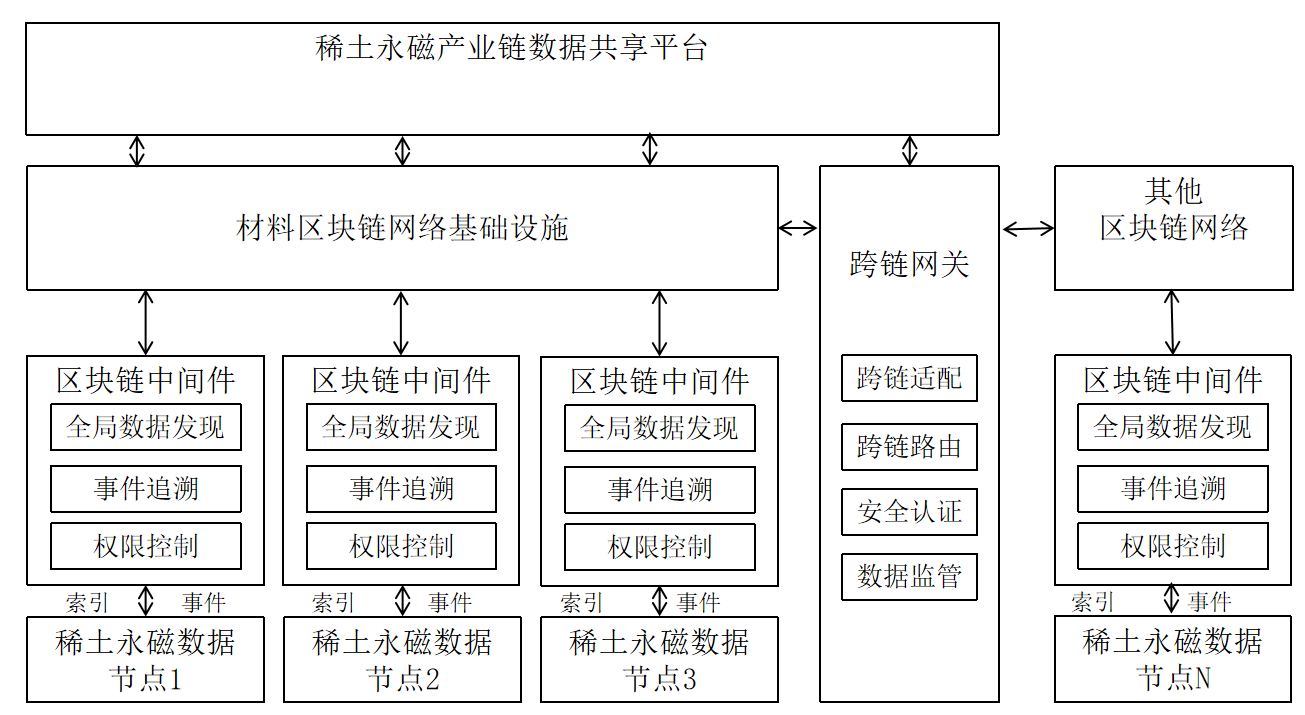 稀土永磁产业链数据共享平台
材料区块链网络基础设施
跨链网关
跨链适配
跨链路由
安全认证
数据监管
其他
区块链网络
区块链中间件
全局数据发现
事件追溯
权限控制
索引 事件
稀土永磁数据
节点1
区块链中间件
全局数据发现
事件追溯
权限控制
索引 事件
稀土永磁数据
节点2
区块链中间件
全局数据发现
事件追溯
权限控制
索引 事件
稀土永磁数据
节点3
区块链中间件
全局数据发现
事件追溯
权限控制
索引 事件
稀土永磁数据
节点N